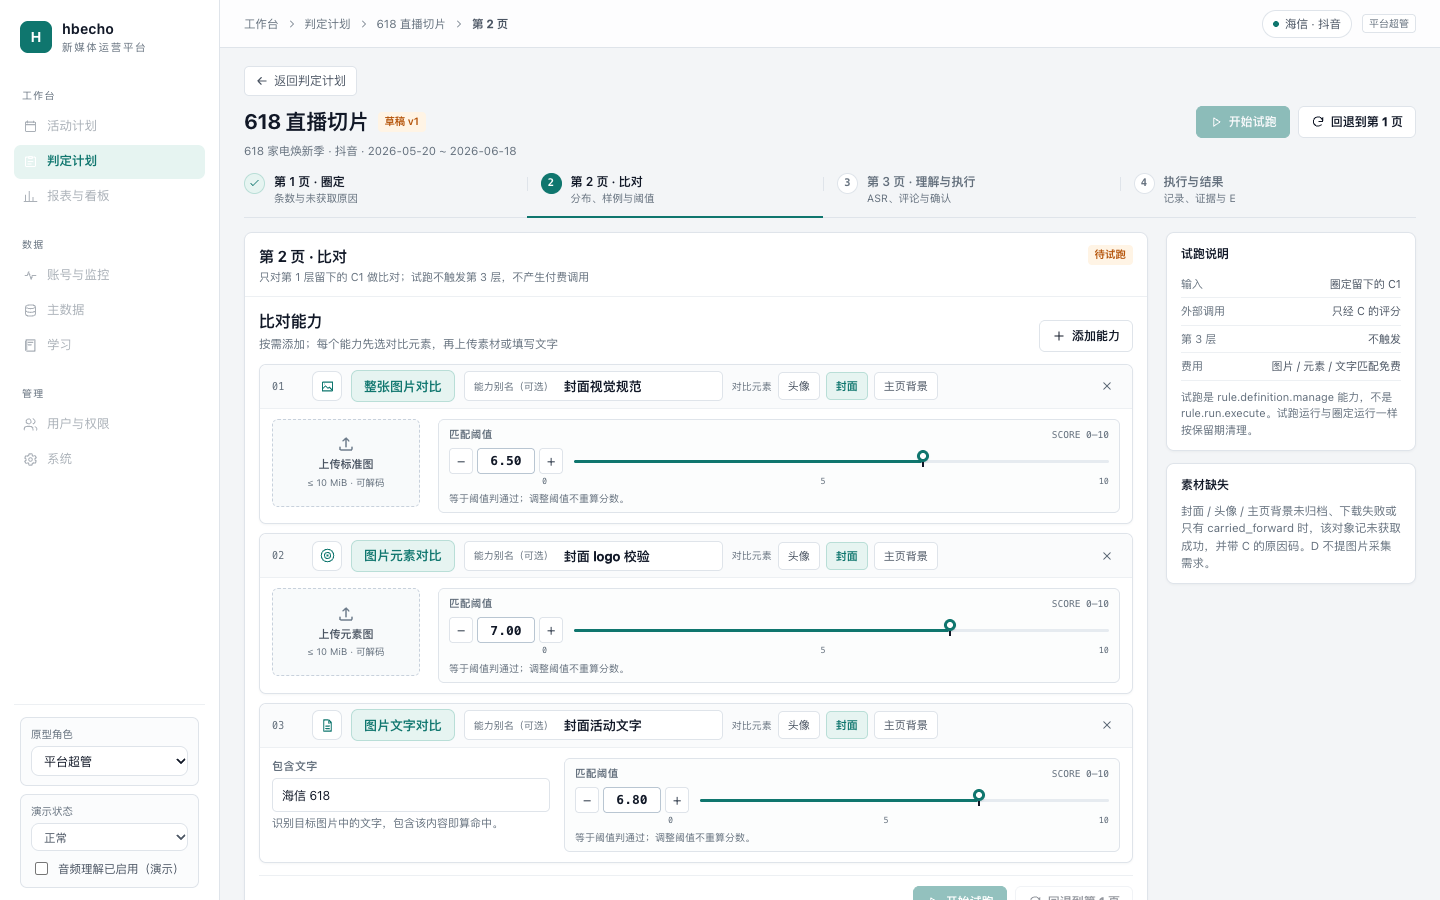 H
hbecho
新媒体运营平台
工作台
活动计划
判定计划
报表与看板
数据
账号与监控
主数据
学习
管理
用户与权限
系统
原型角色
平台超管
演示状态
正常
音频理解已启用（演示）
工作台 判定计划 618 直播切片 第 2 页
海信 · 抖音
平台超管
返回判定计划
618 直播切片 草稿 v1
618 家电焕新季 · 抖音 · 2026-05-20 ~ 2026-06-18
开始试跑
回退到第 1 页
第 1 页 · 圈定
条数与未获取原因
2
第 2 页 · 比对
分布、样例与阈值
3
第 3 页 · 理解与执行
ASR、评论与确认
4
执行与结果
记录、证据与 E
第 2 页 · 比对
只对第 1 层留下的 C1 做比对；试跑不触发第 3 层，不产生付费调用
待试跑
比对能力
按需添加；每个能力先选对比元素，再上传素材或填写文字
添加能力
01 整张图片对比 能力别名（可选） 封面视觉规范 对比元素 头像 封面 主页背景
上传标准图
≤ 10 MiB · 可解码
匹配阈值 SCORE 0–10
− 6.50 +
0 5 10
等于阈值判通过；调整阈值不重算分数。
02 图片元素对比 能力别名（可选） 封面 logo 校验 对比元素 头像 封面 主页背景
上传元素图
≤ 10 MiB · 可解码
匹配阈值 SCORE 0–10
− 7.00 +
0 5 10
等于阈值判通过；调整阈值不重算分数。
03 图片文字对比 能力别名（可选） 封面活动文字 对比元素 头像 封面 主页背景
包含文字
海信 618
识别目标图片中的文字，包含该内容即算命中。
匹配阈值 SCORE 0–10
− 6.80 +
0 5 10
等于阈值判通过；调整阈值不重算分数。
开始试跑 回退到第 1 页
试跑说明
输入 圈定留下的 C1
外部调用 只经 C 的评分
第 3 层 不触发
费用 图片 / 元素 / 文字匹配免费
试跑是 rule.definition.manage 能力，不是
rule.run.execute。试跑运行与圈定运行一样
按保留期清理。
素材缺失
封面 / 头像 / 主页背景未归档、下载失败或
只有 carried_forward 时，该对象记未获取
成功，并带 C 的原因码。D 不提图片采集
需求。